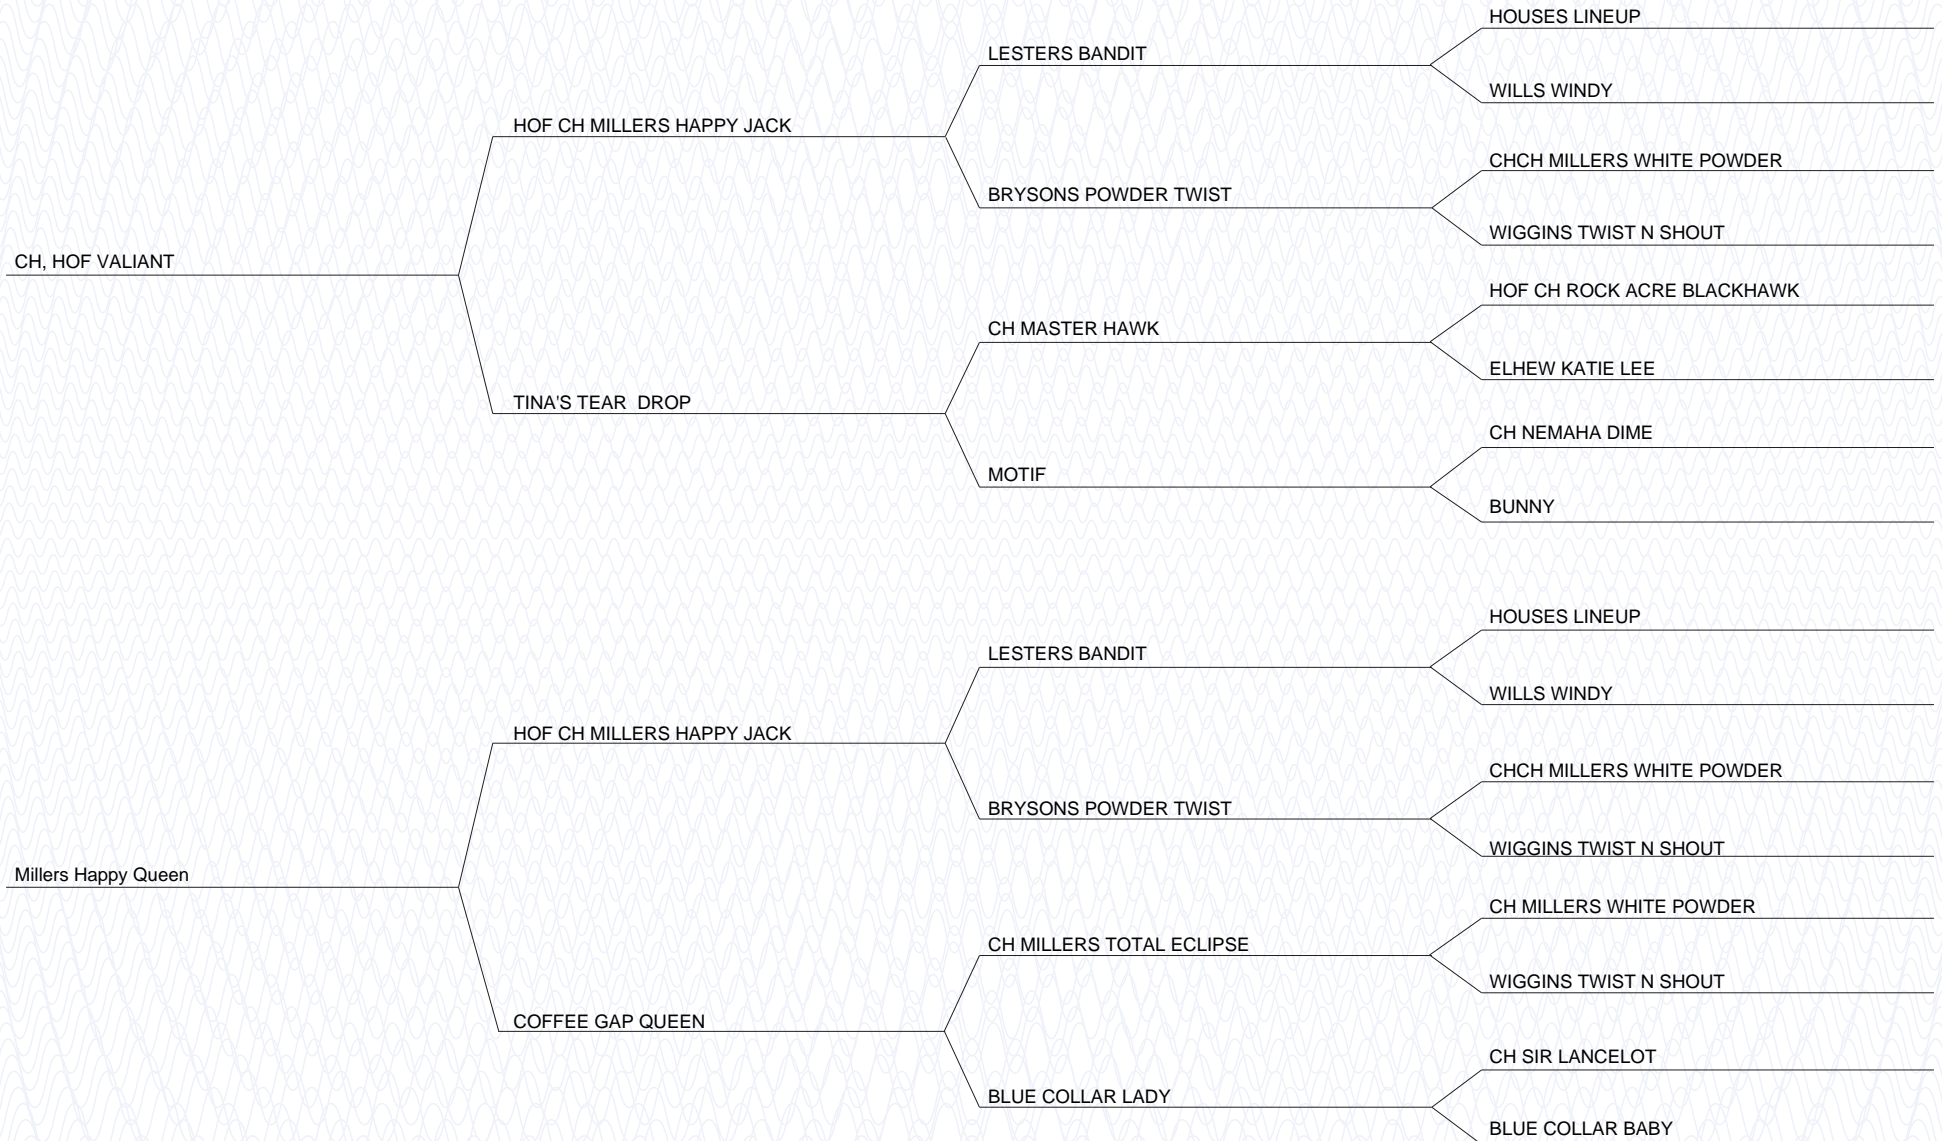 HOUSES LINEUP
LESTERS BANDIT
WILLS WINDY
HOF CH MILLERS HAPPY JACK
CHCH MILLERS WHITE POWDER
BRYSONS POWDER TWIST
WIGGINS TWIST N SHOUT
CH, HOF VALIANT
HOF CH ROCK ACRE BLACKHAWK
CH MASTER HAWK
ELHEW KATIE LEE
TINA'S TEAR  DROP
CH NEMAHA DIME
MOTIF
BUNNY
HOUSES LINEUP
LESTERS BANDIT
WILLS WINDY
HOF CH MILLERS HAPPY JACK
CHCH MILLERS WHITE POWDER
BRYSONS POWDER TWIST
WIGGINS TWIST N SHOUT
Millers Happy Queen
CH MILLERS WHITE POWDER
CH MILLERS TOTAL ECLIPSE
WIGGINS TWIST N SHOUT
COFFEE GAP QUEEN
CH SIR LANCELOT
BLUE COLLAR LADY
BLUE COLLAR BABY